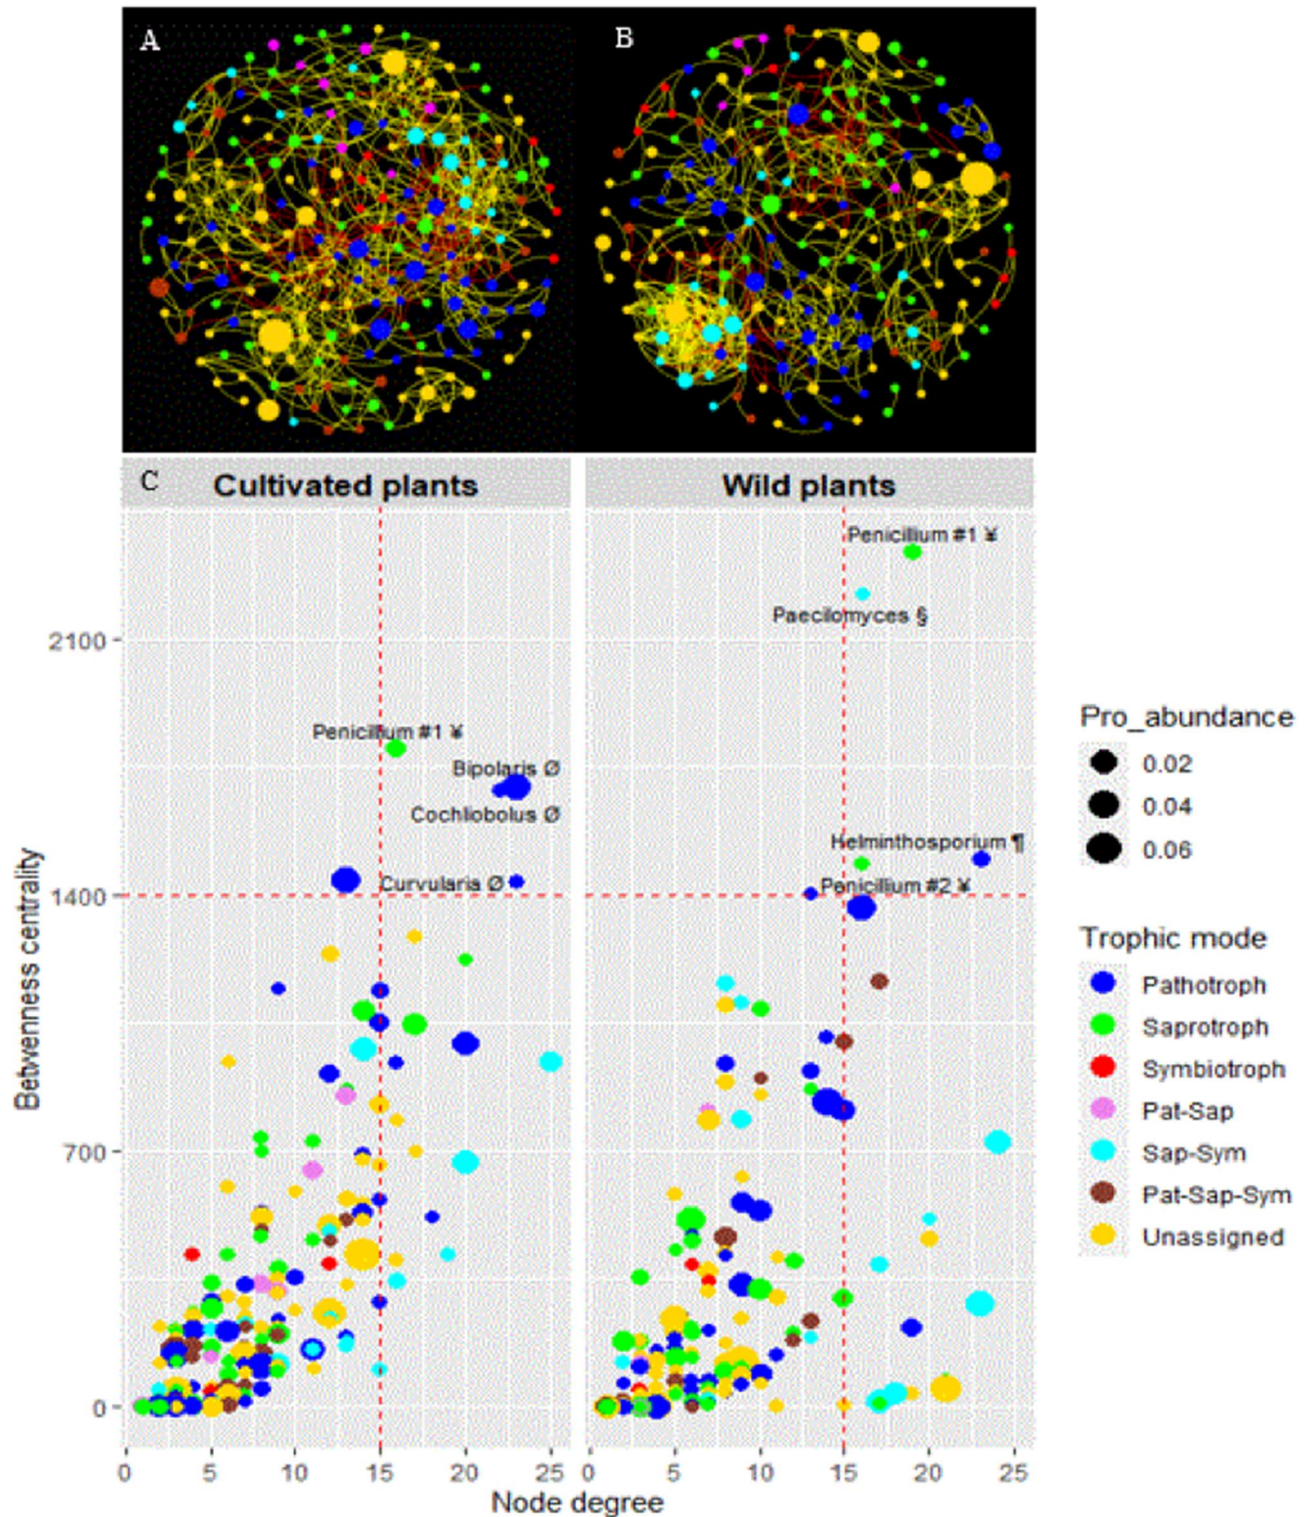 A
B
C
Cultivated plants
Wild plants
Penicillium #1 ¥
Paecilomyces §
2100
Penicillium #1 ¥
Bipolaris Ø
Cochliobolus Ø
Helminthosporium ¶
Curvularia Ø
Penicillium #2 ¥
1400
700
0
Betwenness centrality
0 5 10 15 20 25
0 5 10 15 20 25
Node degree
Pro_abundance
0.02
0.04
0.06
Trophic mode
Pathotroph
Saprotroph
Symbiotroph
Pat-Sap
Sap-Sym
Pat-Sap-Sym
Unassigned